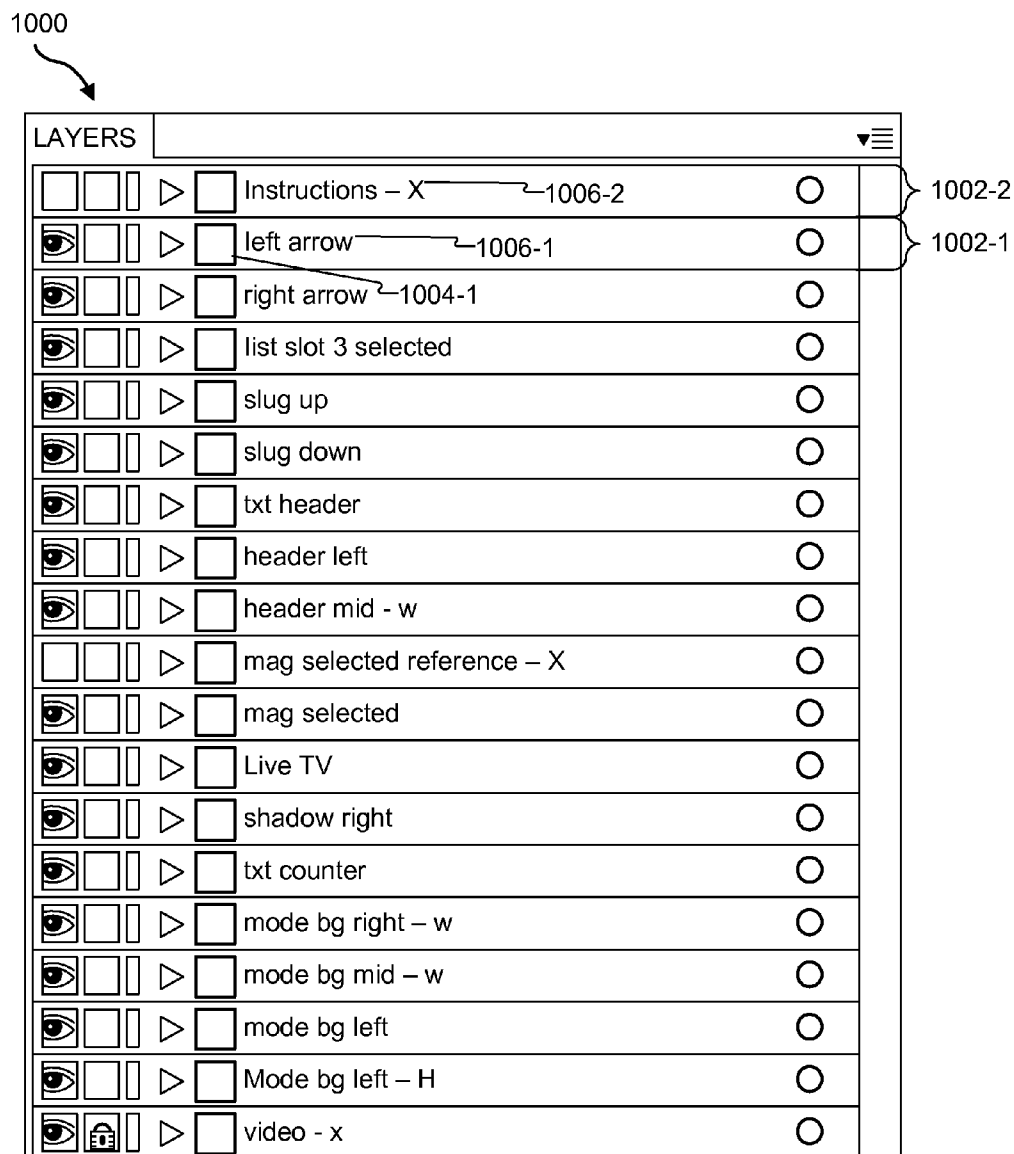 1000
LAYERS
Instructions – X 1006-2 1002-2
left arrow 1006-1 1002-1
right arrow 1004-1
list slot 3 selected
slug up
slug down
txt header
header left
header mid - w
mag selected reference – X
mag selected
Live TV
shadow right
txt counter
mode bg right – w
mode bg mid – w
mode bg left
Mode bg left – H
video - x